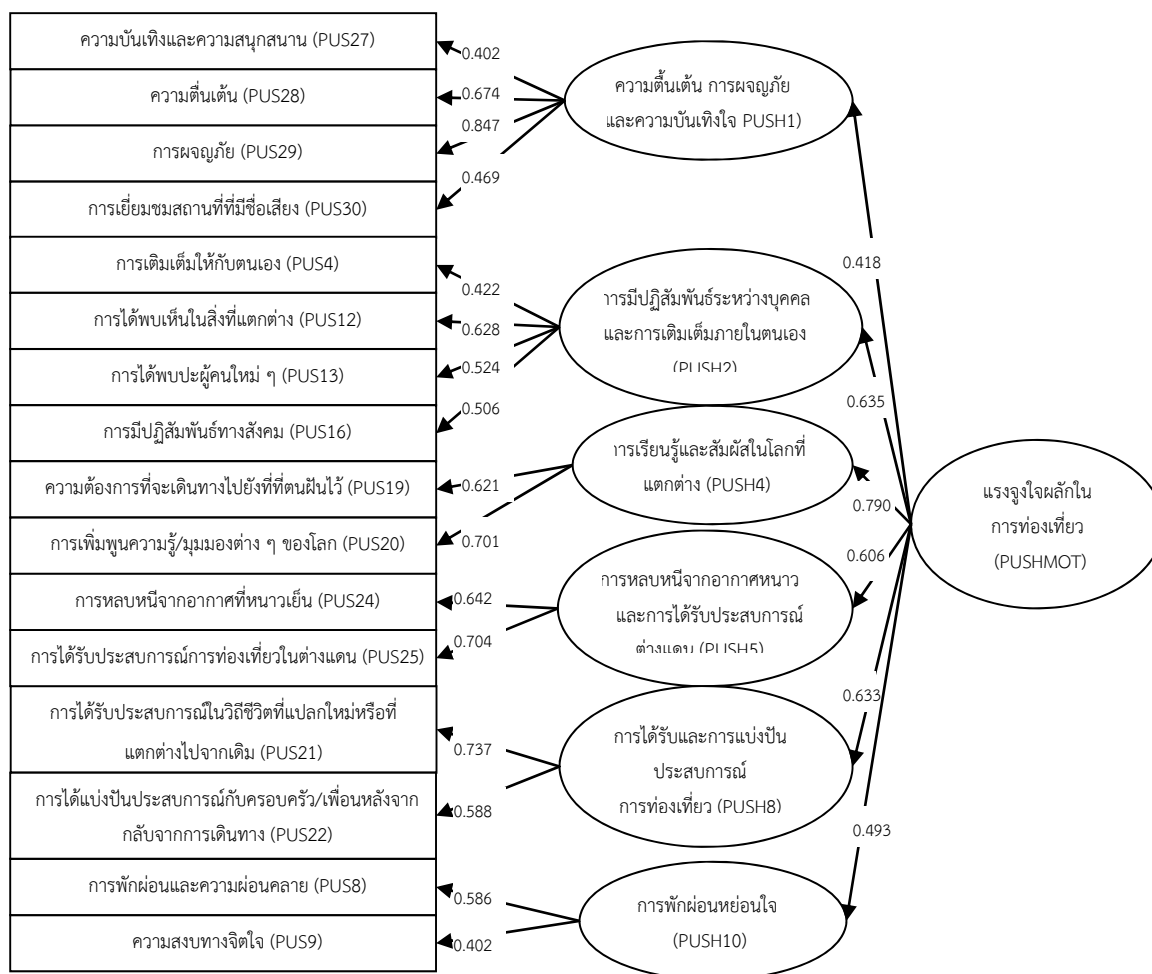 ความบันเทิงและความสนุกสนาน (PUS27)
ความตื่นเต้น (PUS28)
การผจญภัย (PUS29)
การเยี่ยมชมสถานที่ที่มีชื่อเสียง (PUS30)
การเติมเต็มให้กับตนเอง (PUS4)
การได้พบเห็นในสิ่งที่แตกต่าง (PUS12)
การได้พบปะผู้คนใหม่ ๆ (PUS13)
การมีปฏิสัมพันธ์ทางสังคม (PUS16)
ความต้องการที่จะเดินทางไปยังที่ที่ตนฝันไว้ (PUS19)
การเพิ่มพูนความรู้/มุมมองต่าง ๆ ของโลก (PUS20)
การหลบหนีจากอากาศที่หนาวเย็น (PUS24)
การได้รับประสบการณ์การท่องเที่ยวในต่างแดน (PUS25)
การได้รับประสบการณ์ในวิถีชีวิตที่แปลกใหม่หรือที่
แตกต่างไปจากเดิม (PUS21)
การได้แบ่งปันประสบการณ์กับครอบครัว/เพื่อนหลังจาก
กลับจากการเดินทาง (PUS22)
การพักผ่อนและความผ่อนคลาย (PUS8)
ความสงบทางจิตใจ (PUS9)
0.402
0.674
0.847
0.469
0.422
0.628
0.524
0.506
0.621
0.701
0.642
0.704
0.737
0.588
0.586
0.402
ความตื้นเต้น การผจญภัย
และความบันเทิงใจ PUSH1)
การมีปฏิสัมพันธ์ระหว่างบุคคล
และการเติมเต็มภายในตนเอง
(PUSH2)
การเรียนรู้และสัมผัสในโลกที่
แตกต่าง (PUSH4)
การหลบหนีจากอากาศหนาว
และการได้รับประสบการณ์
ต่างแดน (PUSH5)
การได้รับและการแบ่งปัน
ประสบการณ์
การท่องเที่ยว (PUSH8)
การพักผ่อนหย่อนใจ
(PUSH10)
0.418
0.635
0.790
0.606
0.633
0.493
แรงจูงใจผลักใน
การท่องเที่ยว
(PUSHMOT)